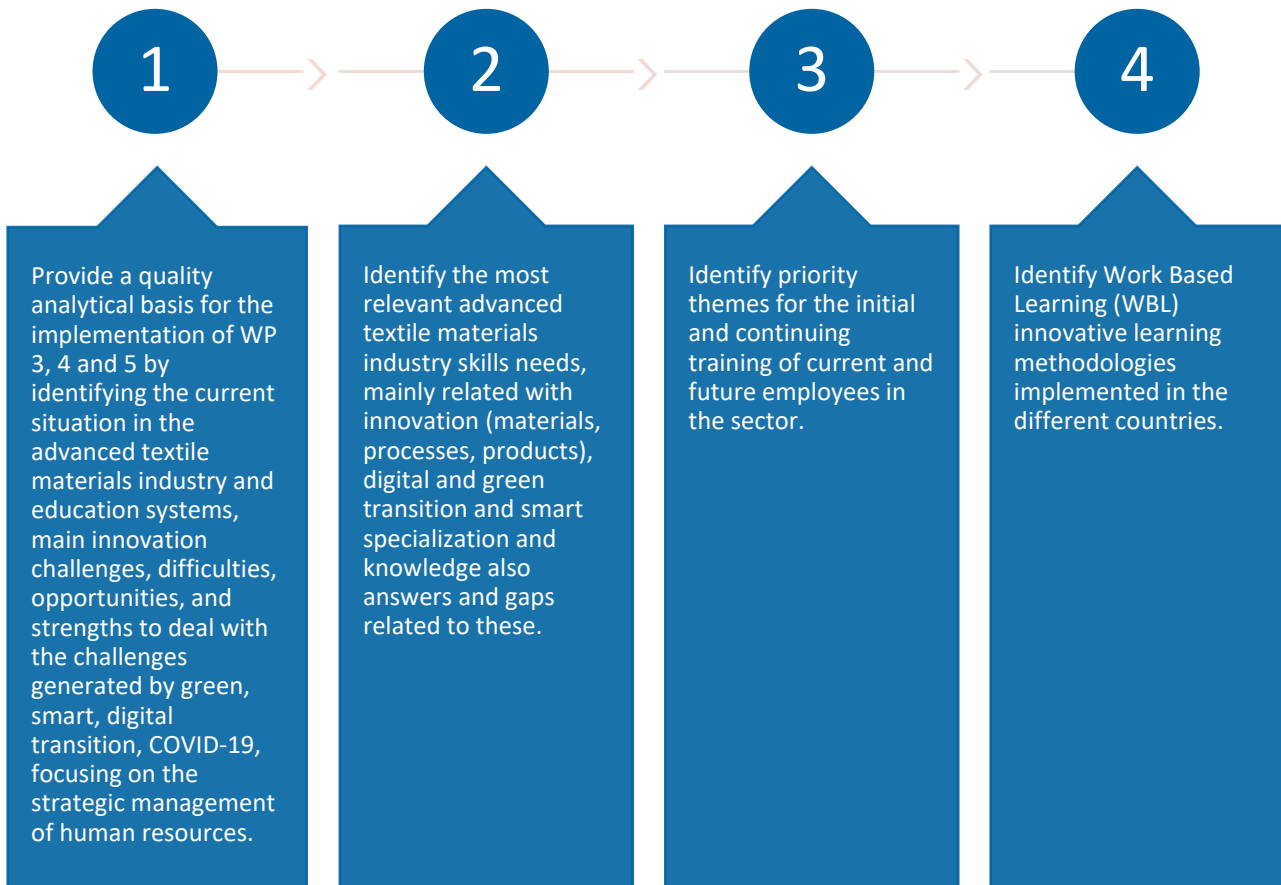 1
2
3
4
Provide a quality
analytical basis for the
implementation of WP
3, 4 and 5 by
identifying the current
situation in the
advanced textile
materials industry and
education systems,
main innovation
challenges, difficulties,
opportunities, and
strengths to deal with
the challenges
generated by green,
smart, digital
transition, COVID-19,
focusing on the
strategic management
of human resources.
Identify the most
relevant advanced
textile materials
industry skills needs,
mainly related with
innovation (materials,
processes, products),
digital and green
transition and smart
specialization and
knowledge also
answers and gaps
related to these.
Identify priority
themes for the initial
and continuing
training of current and
future employees in
the sector.
Identify Work Based
Learning (WBL)
innovative learning
methodologies
implemented in the
different countries.